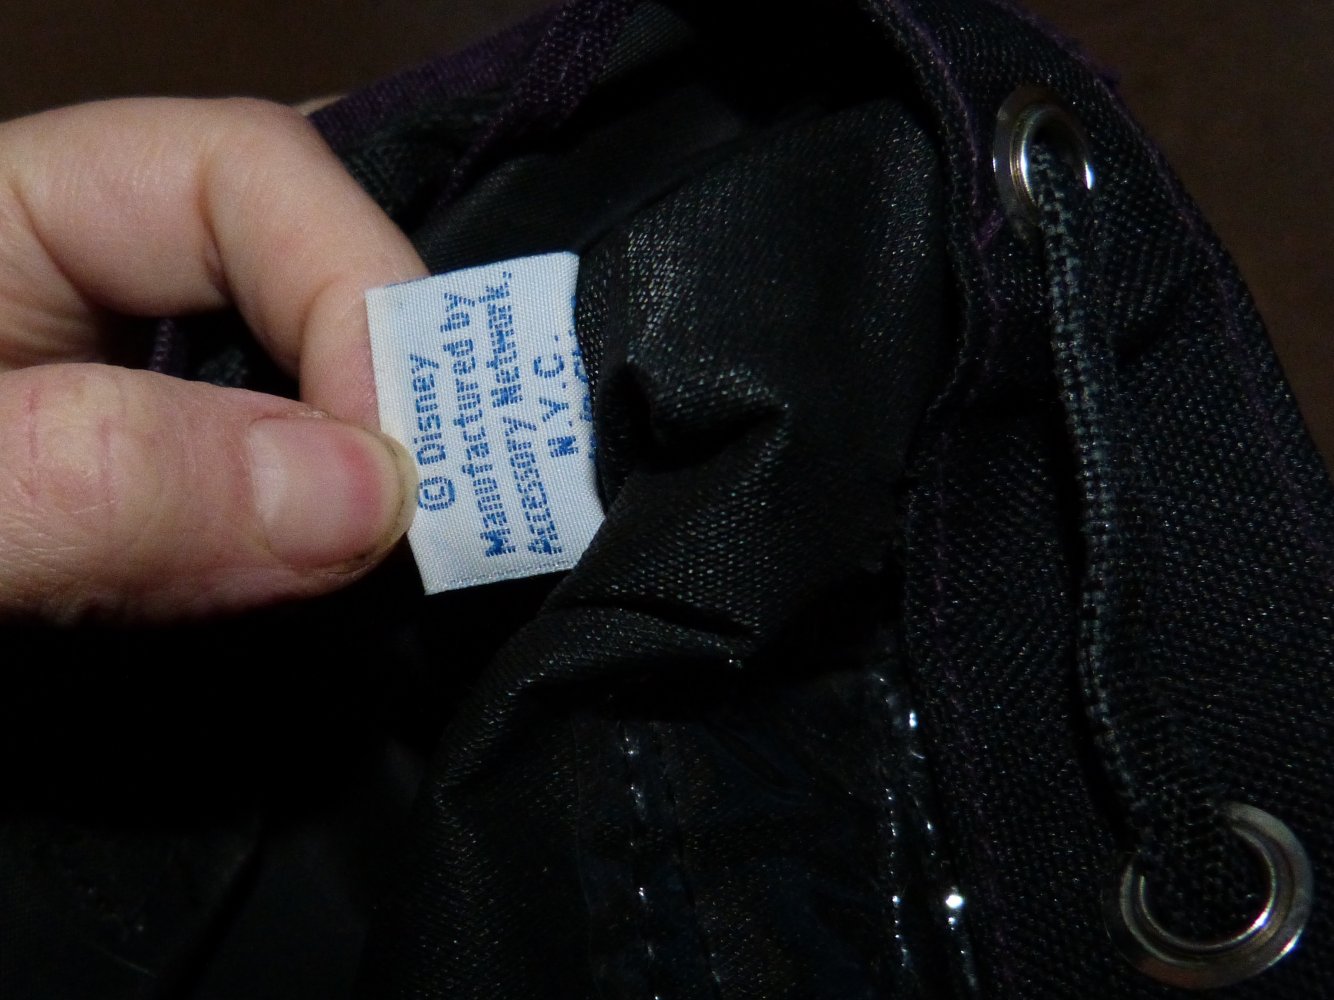 © Disney
Manufactured by
Accessory Network.
N.Y.C.